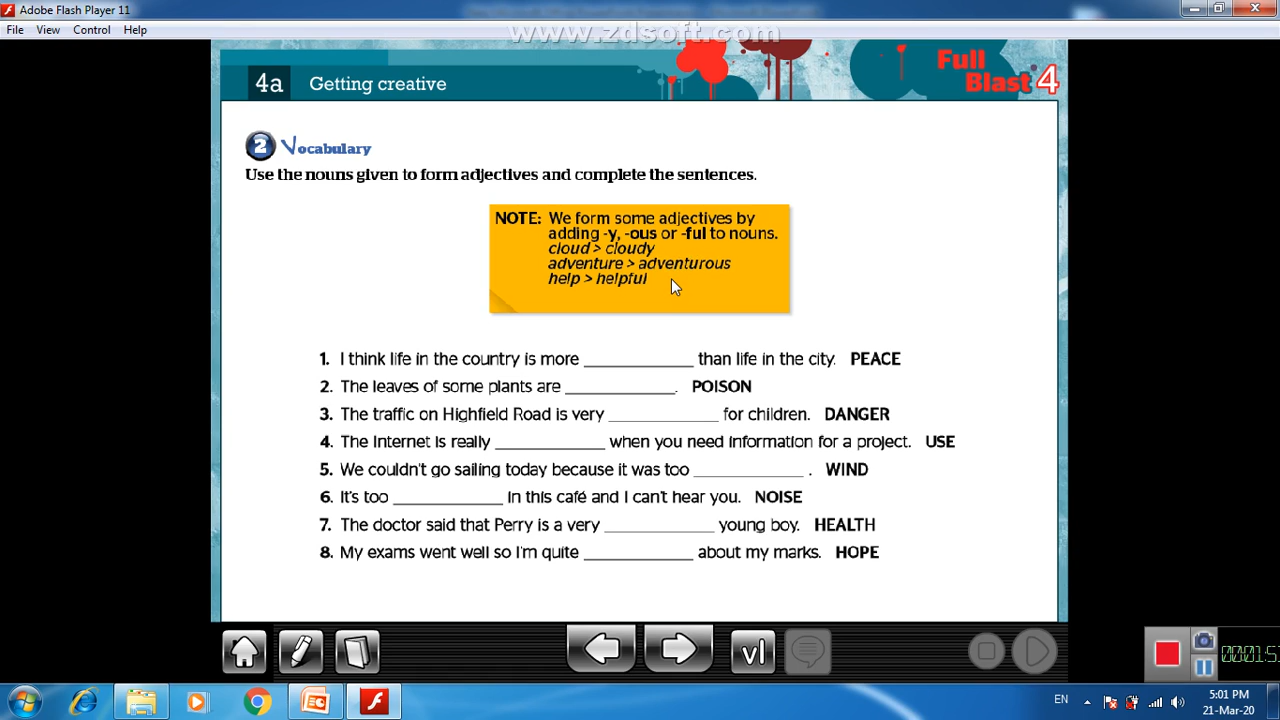 Adobe Flash Player 11
File View Control Help
www.zdsoft.com
4a Getting creative
Full
Blast 4
2 Vocabulary
Use the nouns given to form adjectives and complete the sentences.
NOTE: We form some adjectives by
adding -y, -ous or -ful to nouns.
cloud > cloudy
adventure > adventurous
help > helpful
1. I think life in the country is more ____________ than life in the city. PEACE
2. The leaves of some plants are ____________. POISON
3. The traffic on Highfield Road is very ____________ for children. DANGER
4. The Internet is really ____________ when you need information for a project. USE
5. We couldn't go sailing today because it was too ____________ . WIND
6. It's too ____________ in this café and I can't hear you. NOISE
7. The doctor said that Perry is a very ____________ young boy. HEALTH
8. My exams went well so I'm quite ____________ about my marks. HOPE
vl
EN
5:01 PM
21-Mar-20